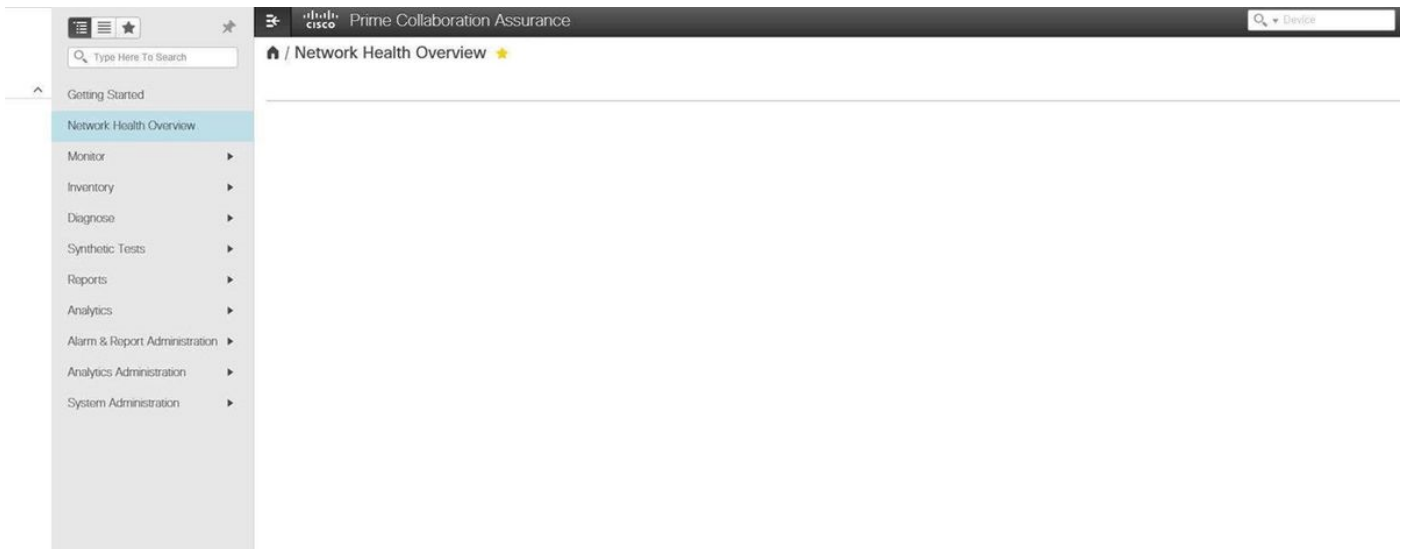 cisco Prime Collaboration Assurance
Device
Type Here To Search
/ Network Health Overview
Getting Started
Network Health Overview
Monitor
Inventory
Diagnose
Synthetic Tests
Reports
Analytics
Alarm & Report Administration
Analytics Administration
System Administration